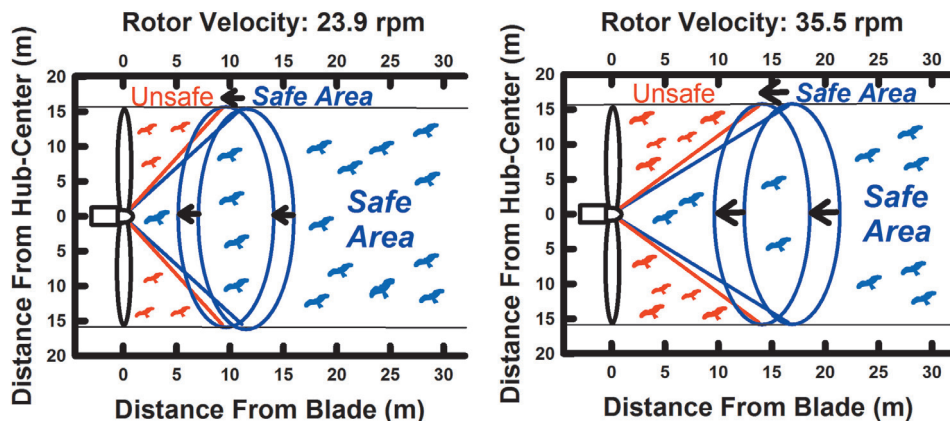 Rotor Velocity: 23.9 rpm
0 5 10 15 20 25 30
Distance From Hub-Center (m)
20
15
10
5
0
5
10
15
20
Unsafe
Safe Area
Safe
Area
0 5 10 15 20 25 30
Distance From Blade (m)
Rotor Velocity: 35.5 rpm
0 5 10 15 20 25 30
Distance From Hub-Center (m)
20
15
10
5
0
5
10
15
20
Unsafe
Safe Area
Safe
Area
0 5 10 15 20 25 30
Distance From Blade (m)